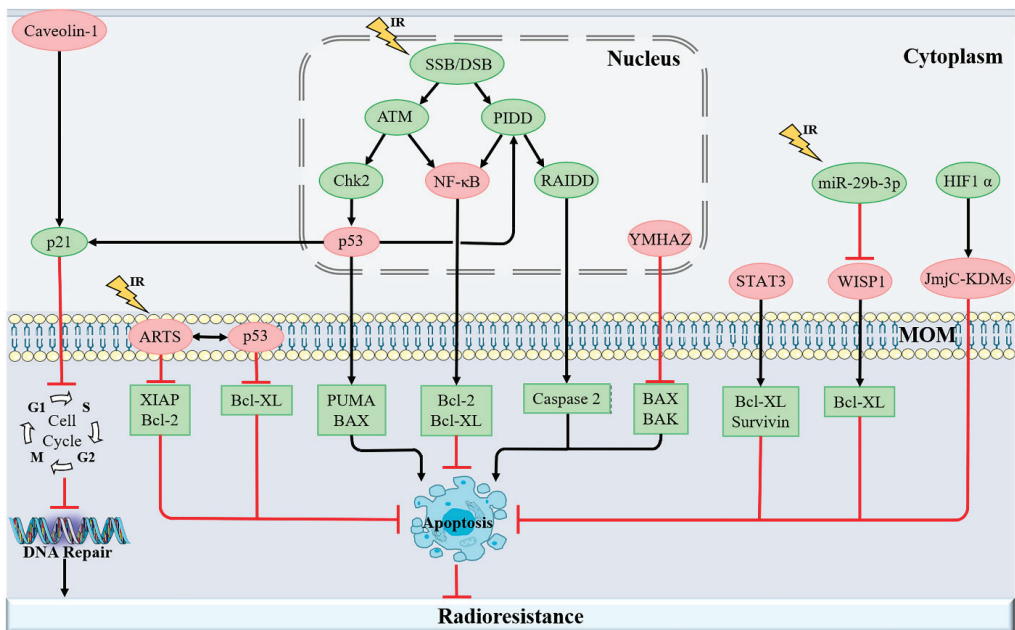 Caveolin-1
IR
SSB/DSB
Nucleus
Cytoplasm
ATM
PIDD
IR
Chk2
NF-κB
RAIDD
miR-29b-3p
HIF1 α
p21
p53
YMHAZ
STAT3
WISP1
JmjC-KDMs
IR
ARTS
p53
MOM
XIAP
Bcl-2
Bcl-XL
PUMA
BAX
Bcl-2
Bcl-XL
Caspase 2
BAX
BAK
Bcl-XL
Survivin
Bcl-XL
G1
S
Cell
Cycle
M
G2
Apoptosis
DNA Repair
Radioresistance